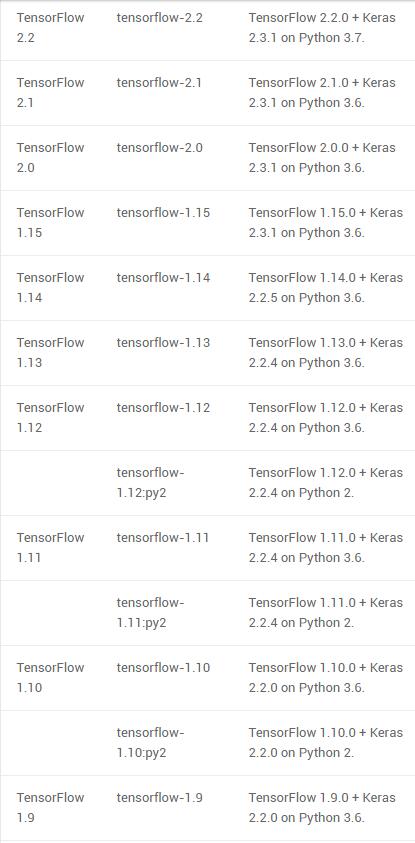 TensorFlow 2.2 tensorflow-2.2 TensorFlow 2.2.0 + Keras 2.3.1 on Python 3.7.
TensorFlow 2.1 tensorflow-2.1 TensorFlow 2.1.0 + Keras 2.3.1 on Python 3.6.
TensorFlow 2.0 tensorflow-2.0 TensorFlow 2.0.0 + Keras 2.3.1 on Python 3.6.
TensorFlow 1.15 tensorflow-1.15 TensorFlow 1.15.0 + Keras 2.3.1 on Python 3.6.
TensorFlow 1.14 tensorflow-1.14 TensorFlow 1.14.0 + Keras 2.2.5 on Python 3.6.
TensorFlow 1.13 tensorflow-1.13 TensorFlow 1.13.0 + Keras 2.2.4 on Python 3.6.
TensorFlow 1.12 tensorflow-1.12 TensorFlow 1.12.0 + Keras 2.2.4 on Python 3.6.
tensorflow-1.12:py2 TensorFlow 1.12.0 + Keras 2.2.4 on Python 2.
TensorFlow 1.11 tensorflow-1.11 TensorFlow 1.11.0 + Keras 2.2.4 on Python 3.6.
tensorflow-1.11:py2 TensorFlow 1.11.0 + Keras 2.2.4 on Python 2.
TensorFlow 1.10 tensorflow-1.10 TensorFlow 1.10.0 + Keras 2.2.0 on Python 3.6.
tensorflow-1.10:py2 TensorFlow 1.10.0 + Keras 2.2.0 on Python 2.
TensorFlow 1.9 tensorflow-1.9 TensorFlow 1.9.0 + Keras 2.2.0 on Python 3.6.